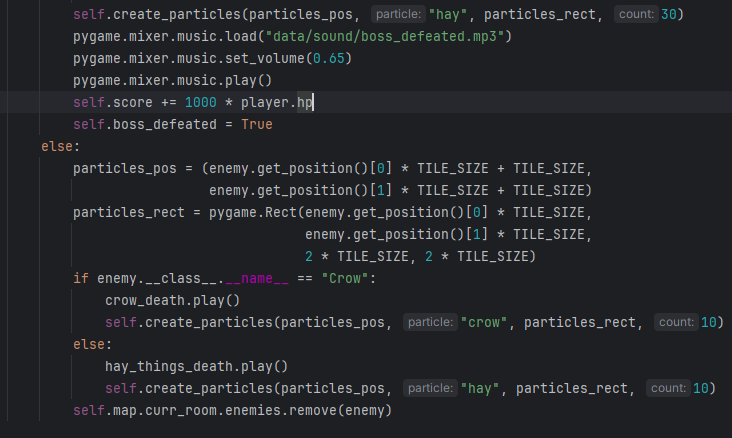 self.create_particles(particles_pos, particle: "hay", particles_rect, count: 30)
pygame.mixer.music.load("data/sound/boss_defeated.mp3")
pygame.mixer.music.set_volume(0.65)
pygame.mixer.music.play()
self.score += 1000 * player.hp
self.boss_defeated = True
else:
particles_pos = (enemy.get_position()[0] * TILE_SIZE + TILE_SIZE,
enemy.get_position()[1] * TILE_SIZE + TILE_SIZE)
particles_rect = pygame.Rect(enemy.get_position()[0] * TILE_SIZE,
enemy.get_position()[1] * TILE_SIZE,
2 * TILE_SIZE, 2 * TILE_SIZE)
if enemy.__class__.__name__ == "Crow":
crow_death.play()
self.create_particles(particles_pos, particle: "crow", particles_rect, count: 10)
else:
hay_things_death.play()
self.create_particles(particles_pos, particle: "hay", particles_rect, count: 10)
self.map.curr_room.enemies.remove(enemy)